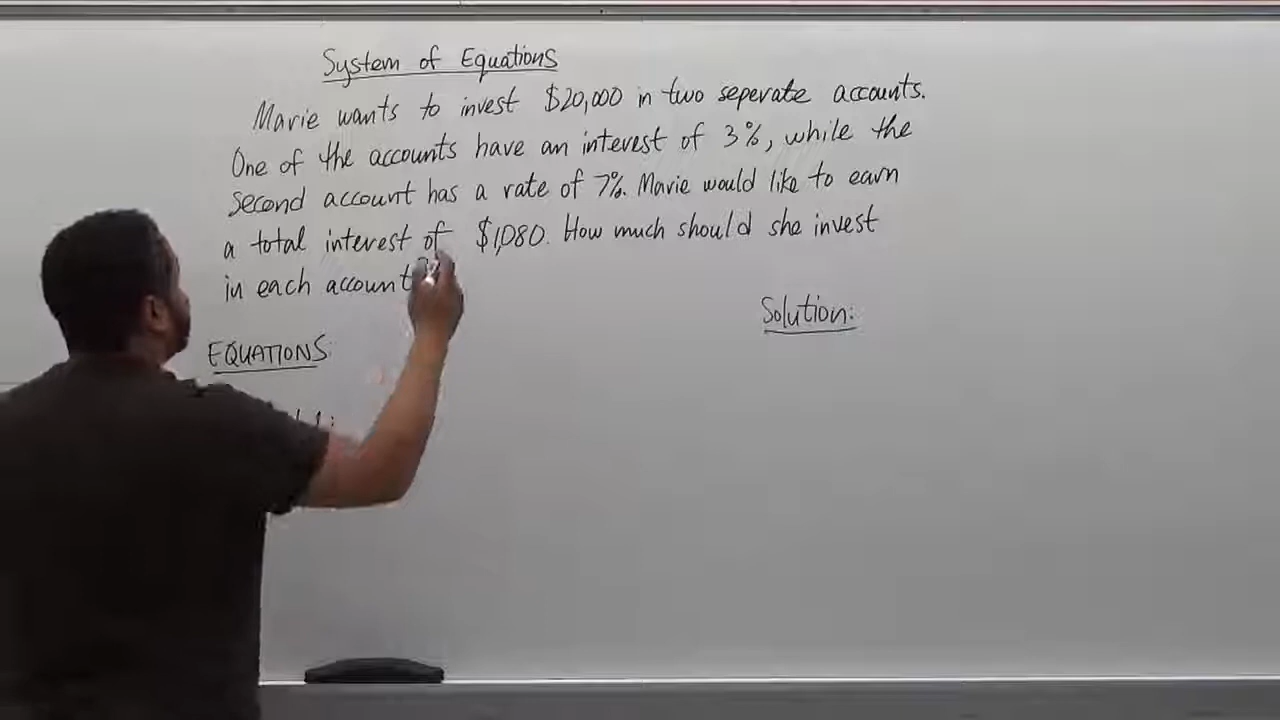 System of Equations
Marie wants to invest $20,000 in two seperate accounts.
One of the accounts have an interest of 3%, while the
second account has a rate of 7%. Marie would like to earn
a total interest of $1,080. How much should she invest
in each account?
Solution:
EQUATIONS: